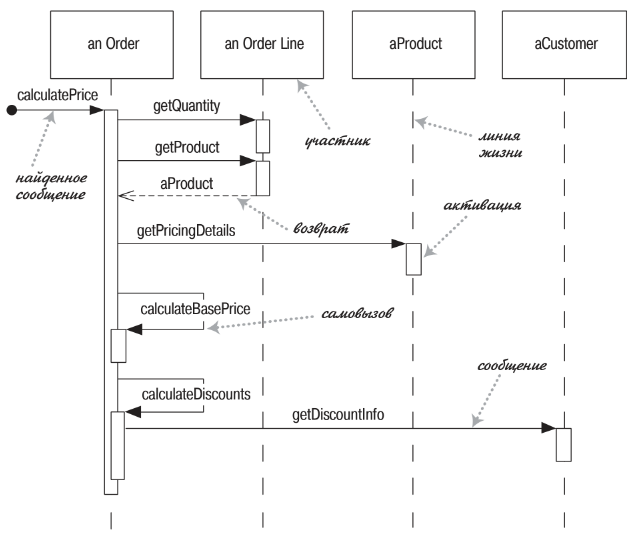 an Order
an Order Line
aProduct
aCustomer
calculatePrice
getQuantity
участник
линия
жизни
getProduct
найденное
сообщение
aProduct
активация
возврат
getPricingDetails
calculateBasePrice
самовызов
сообщение
calculateDiscounts
getDiscountInfo